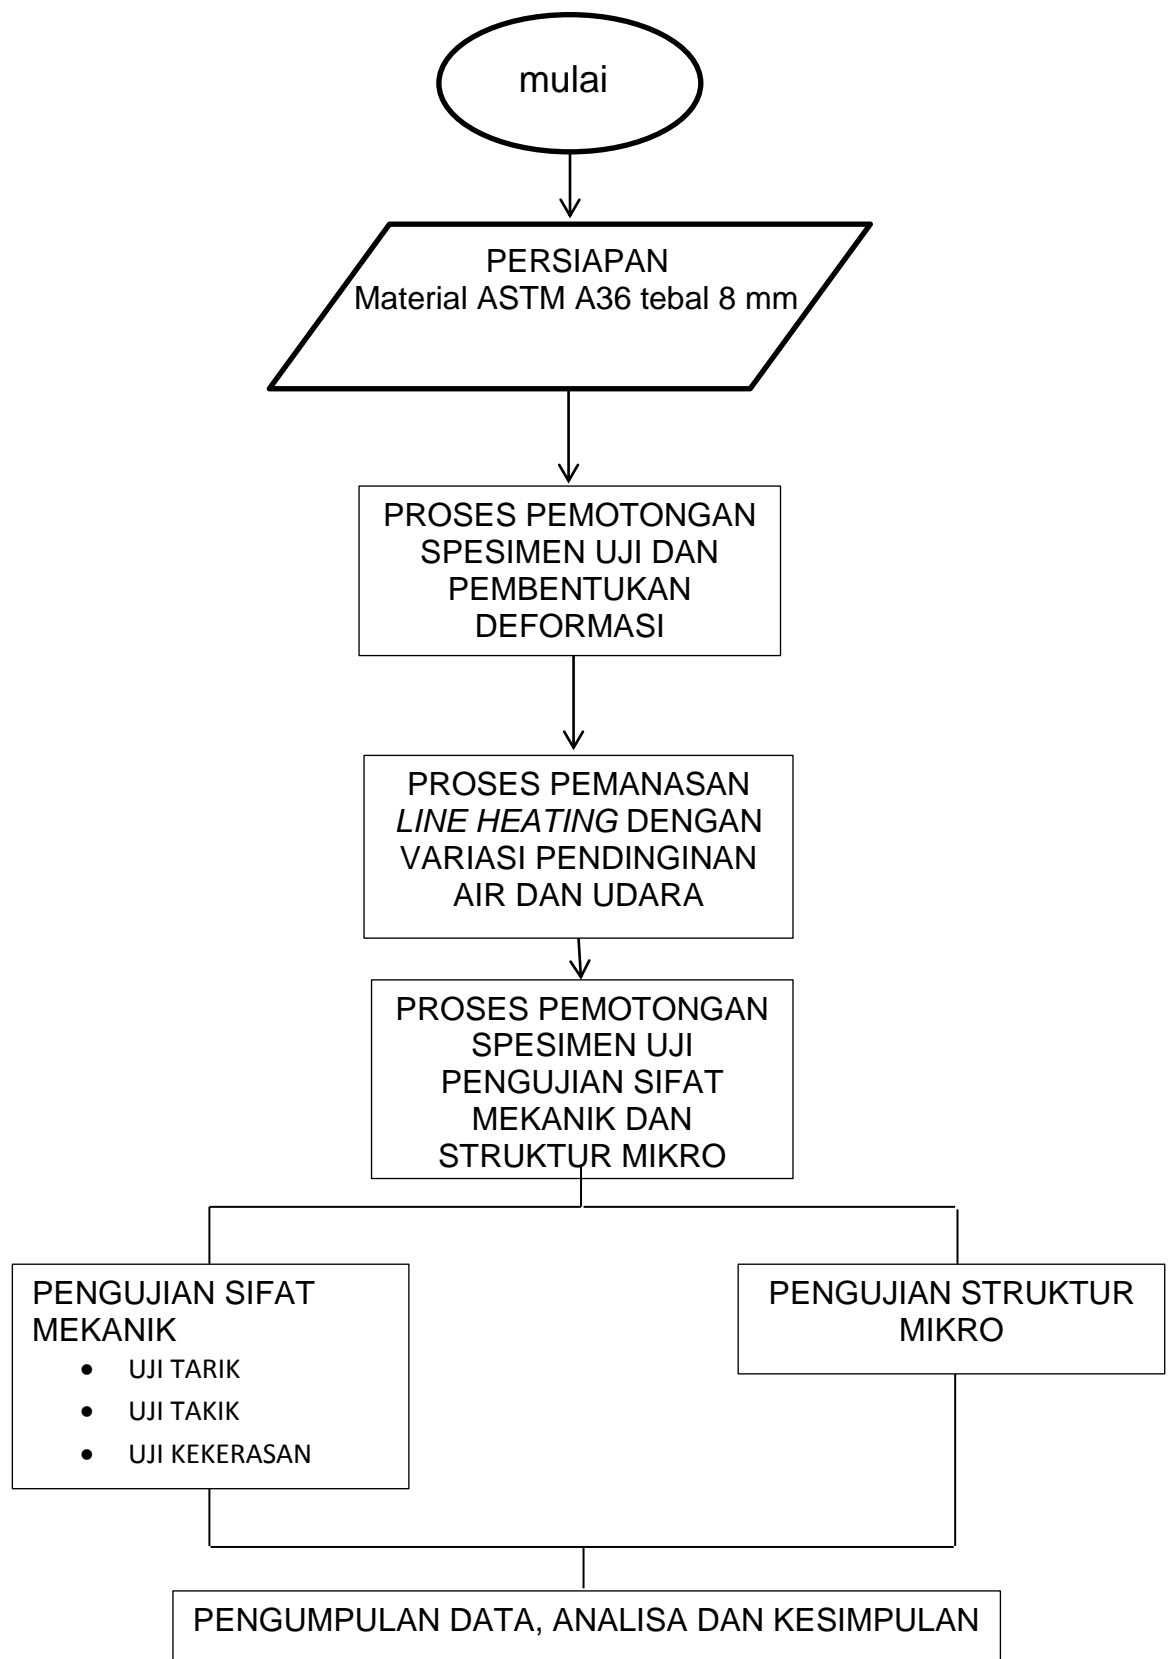 mulai
PERSIAPAN
Material ASTM A36 tebal 8 mm
PROSES PEMOTONGAN
SPESIMEN UJI DAN
PEMBENTUKAN
DEFORMASI
PROSES PEMANASAN
LINE HEATING DENGAN
VARIASI PENDINGINAN
AIR DAN UDARA
PROSES PEMOTONGAN
SPESIMEN UJI
PENGUJIAN SIFAT
MEKANIK DAN
STRUKTUR MIKRO
PENGUJIAN SIFAT
MEKANIK
• UJI TARIK
• UJI TAKIK
• UJI KEKERASAN
PENGUJIAN STRUKTUR
MIKRO
PENGUMPULAN DATA, ANALISA DAN KESIMPULAN